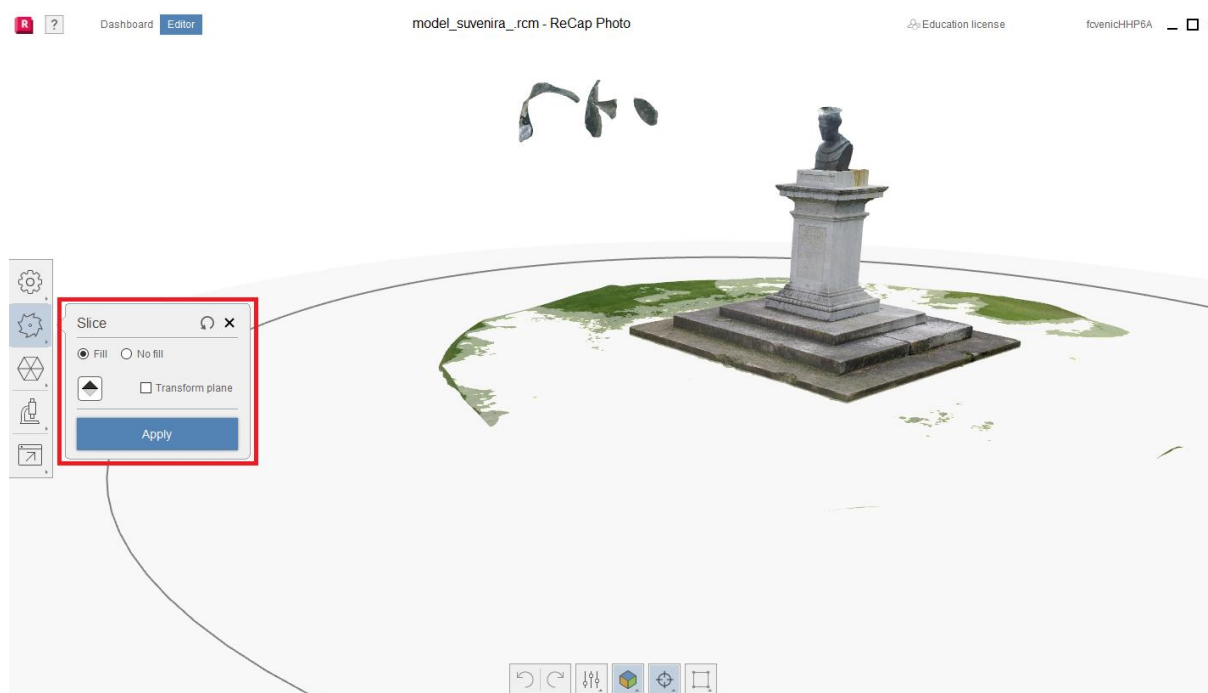 R ? Dashboard Editor model_suvenira_.rcm - ReCap Photo Education license fcvenicHHP6A
Slice
Fill No fill
Transform plane
Apply